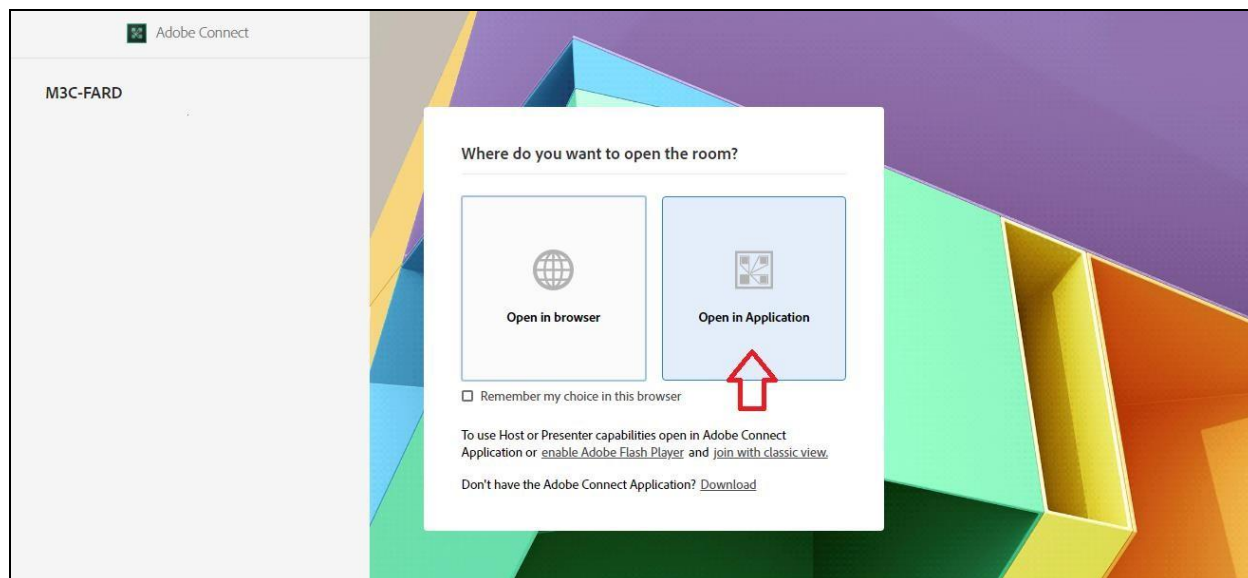 Adobe Connect
M3C-FARD
Where do you want to open the room?
Open in browser
Open in Application
Remember my choice in this browser
To use Host or Presenter capabilities open in Adobe Connect
Application or enable Adobe Flash Player and join with classic view.
Don't have the Adobe Connect Application? Download